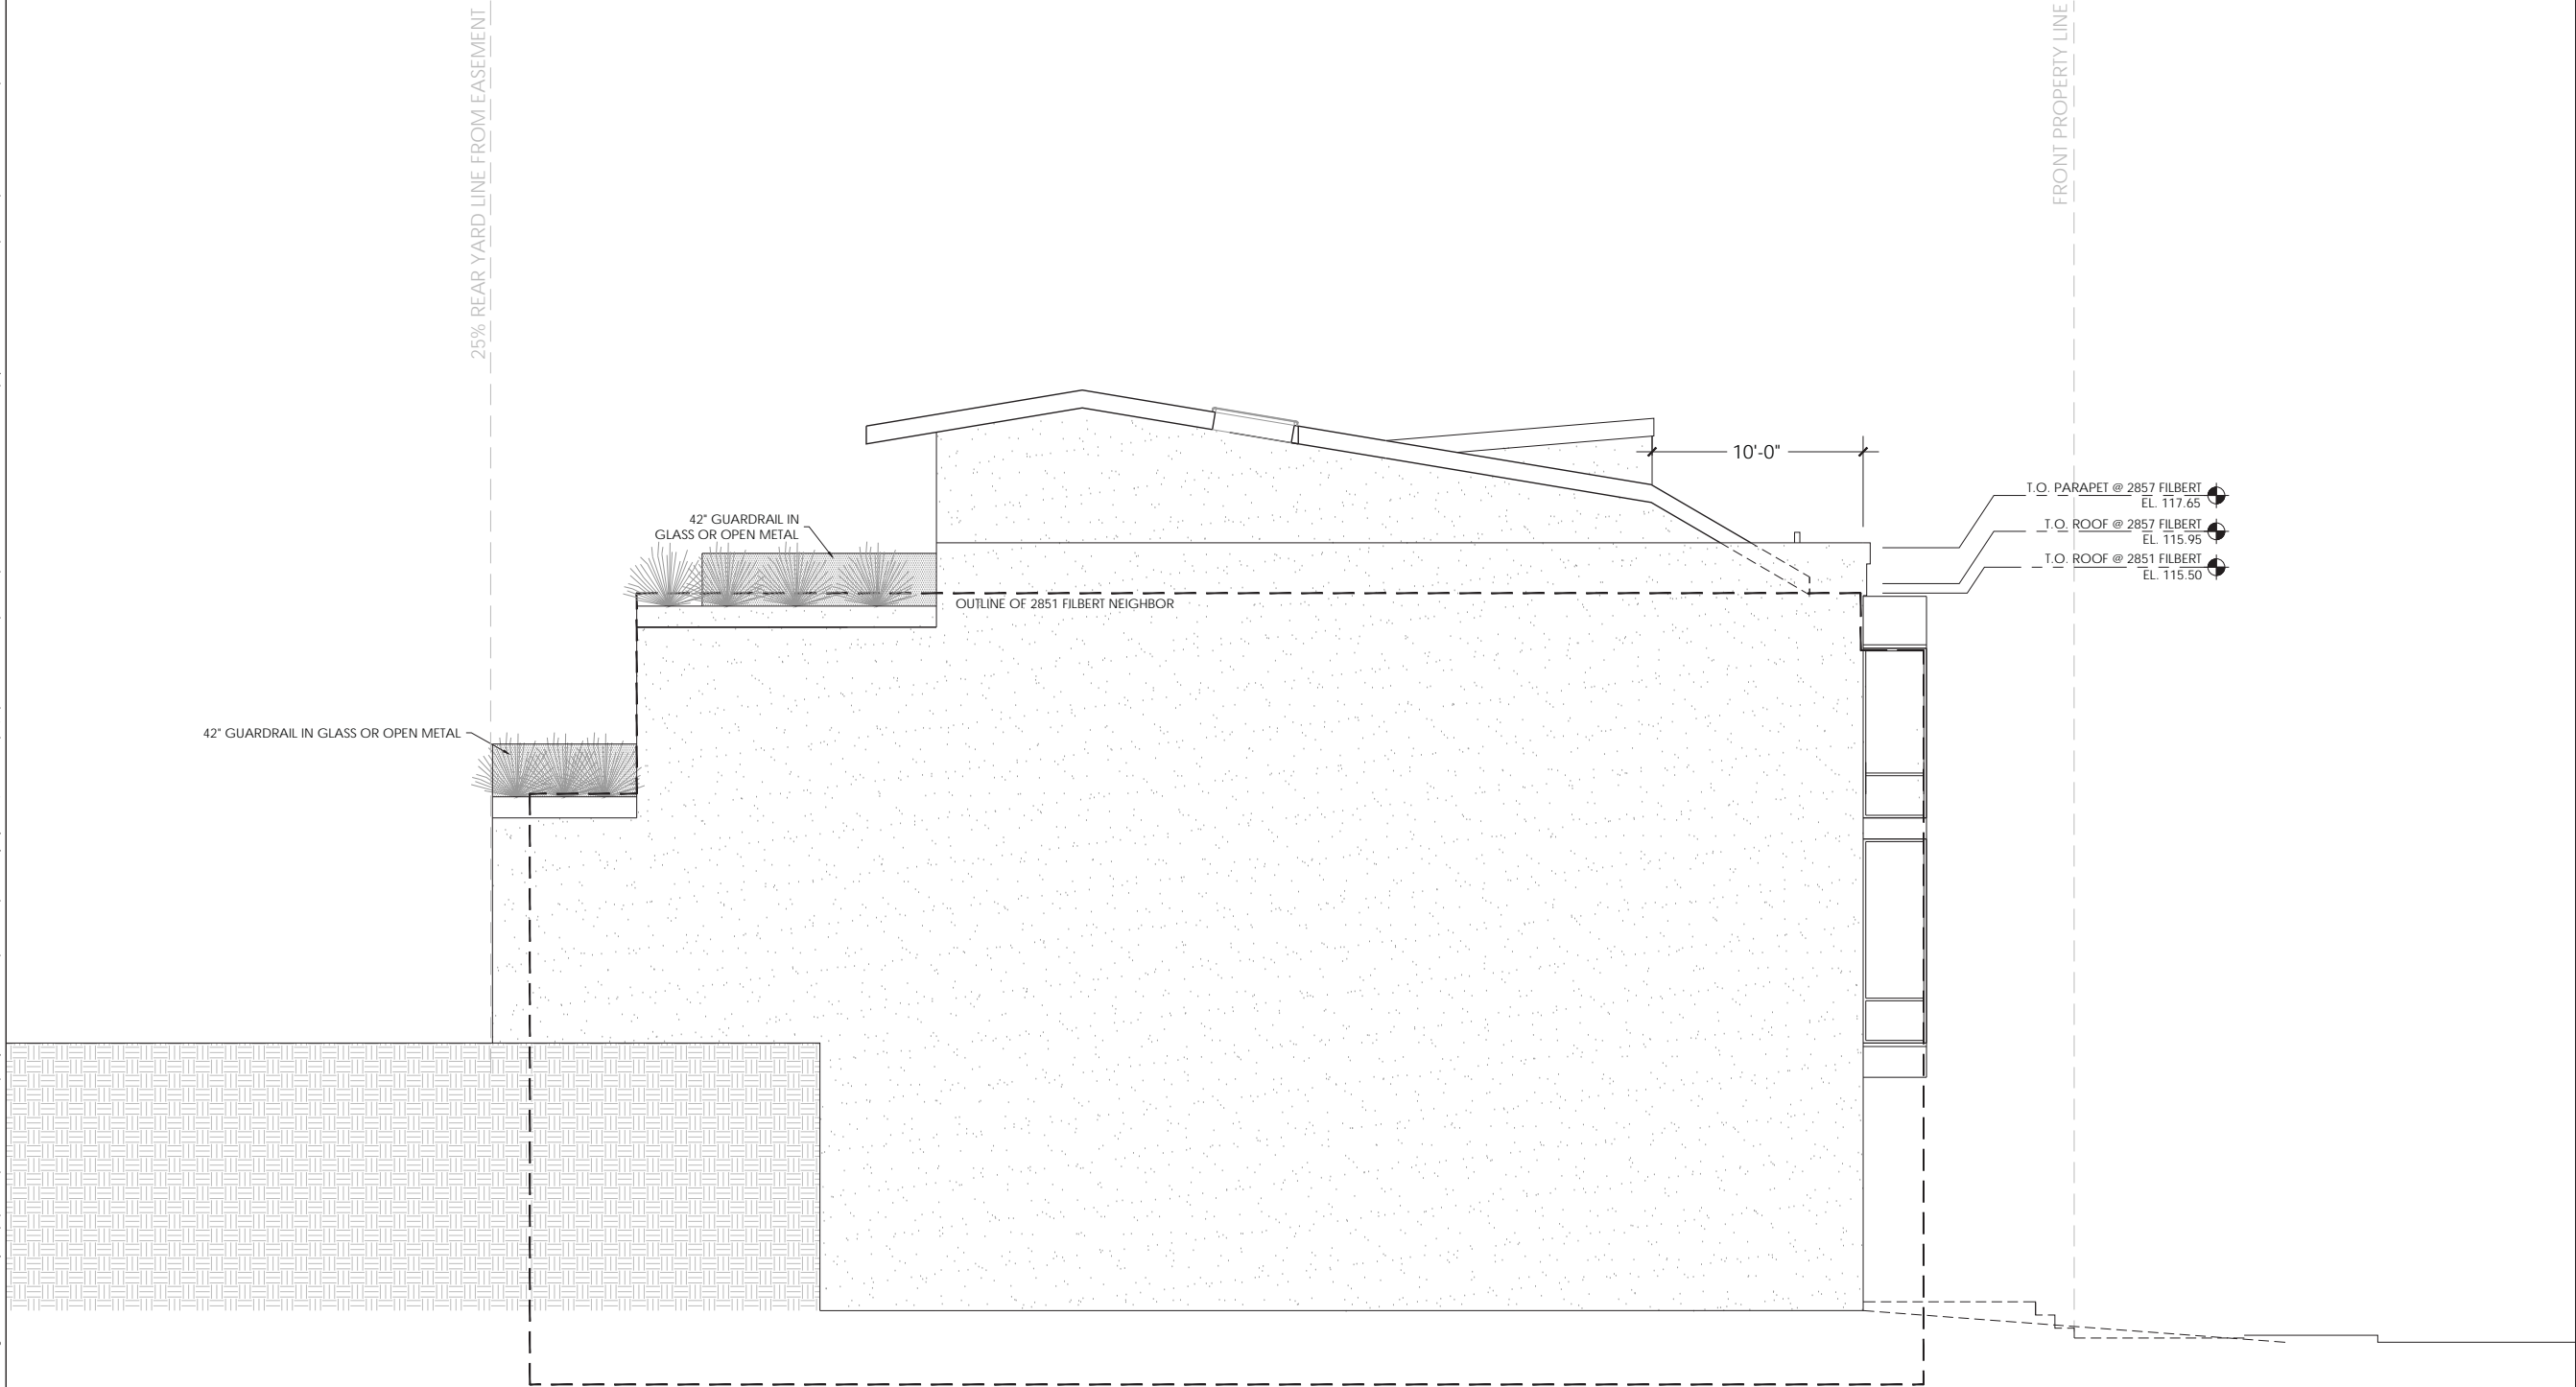 25% REAR YARD LINE FROM EASEMENT
FRONT PROPERTY LINE
10'-0"
T.O. PARAPET @ 2857 FILBERT
EL. 117.65
T.O. ROOF @ 2857 FILBERT
EL. 115.95
T.O. ROOF @ 2851 FILBERT
EL. 115.50
42" GUARDRAIL IN
GLASS OR OPEN METAL
OUTLINE OF 2851 FILBERT NEIGHBOR
42" GUARDRAIL IN GLASS OR OPEN METAL